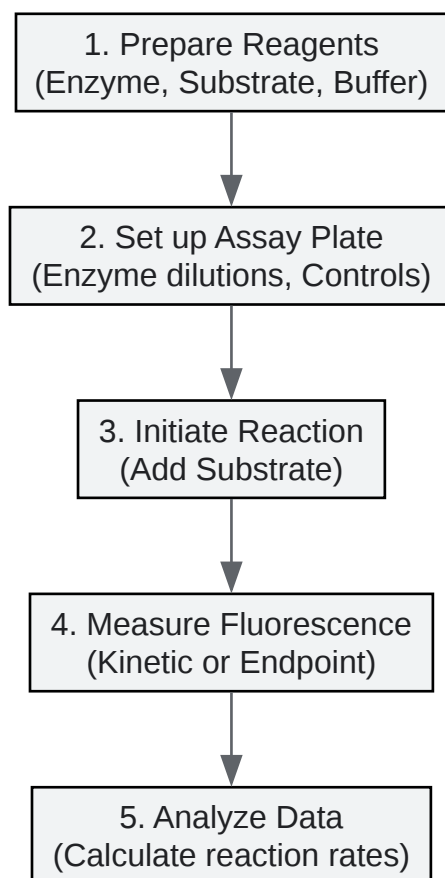 1. Prepare Reagents
(Enzyme, Substrate, Buffer)
2. Set up Assay Plate
(Enzyme dilutions, Controls)
3. Initiate Reaction
(Add Substrate)
4. Measure Fluorescence
(Kinetic or Endpoint)
5. Analyze Data
(Calculate reaction rates)